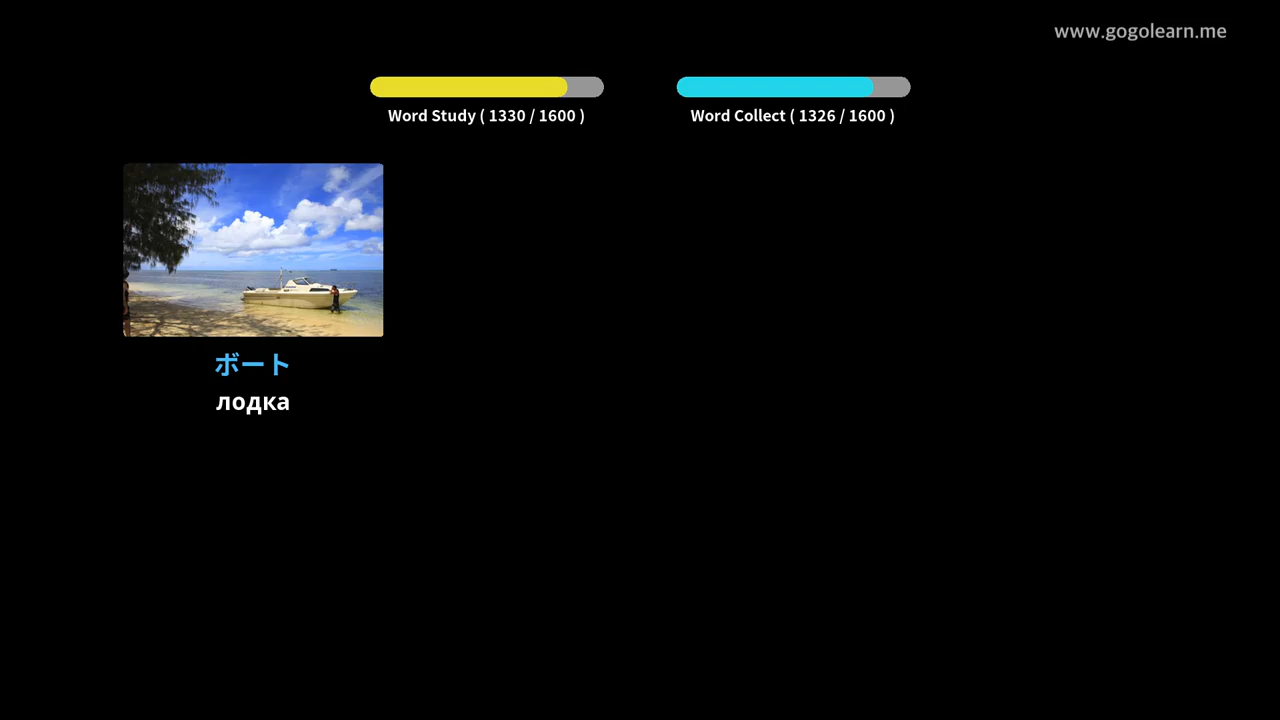 www.gogolearn.me
Word Study ( 1330 / 1600 )
Word Collect ( 1326 / 1600 )
ボート
лодка